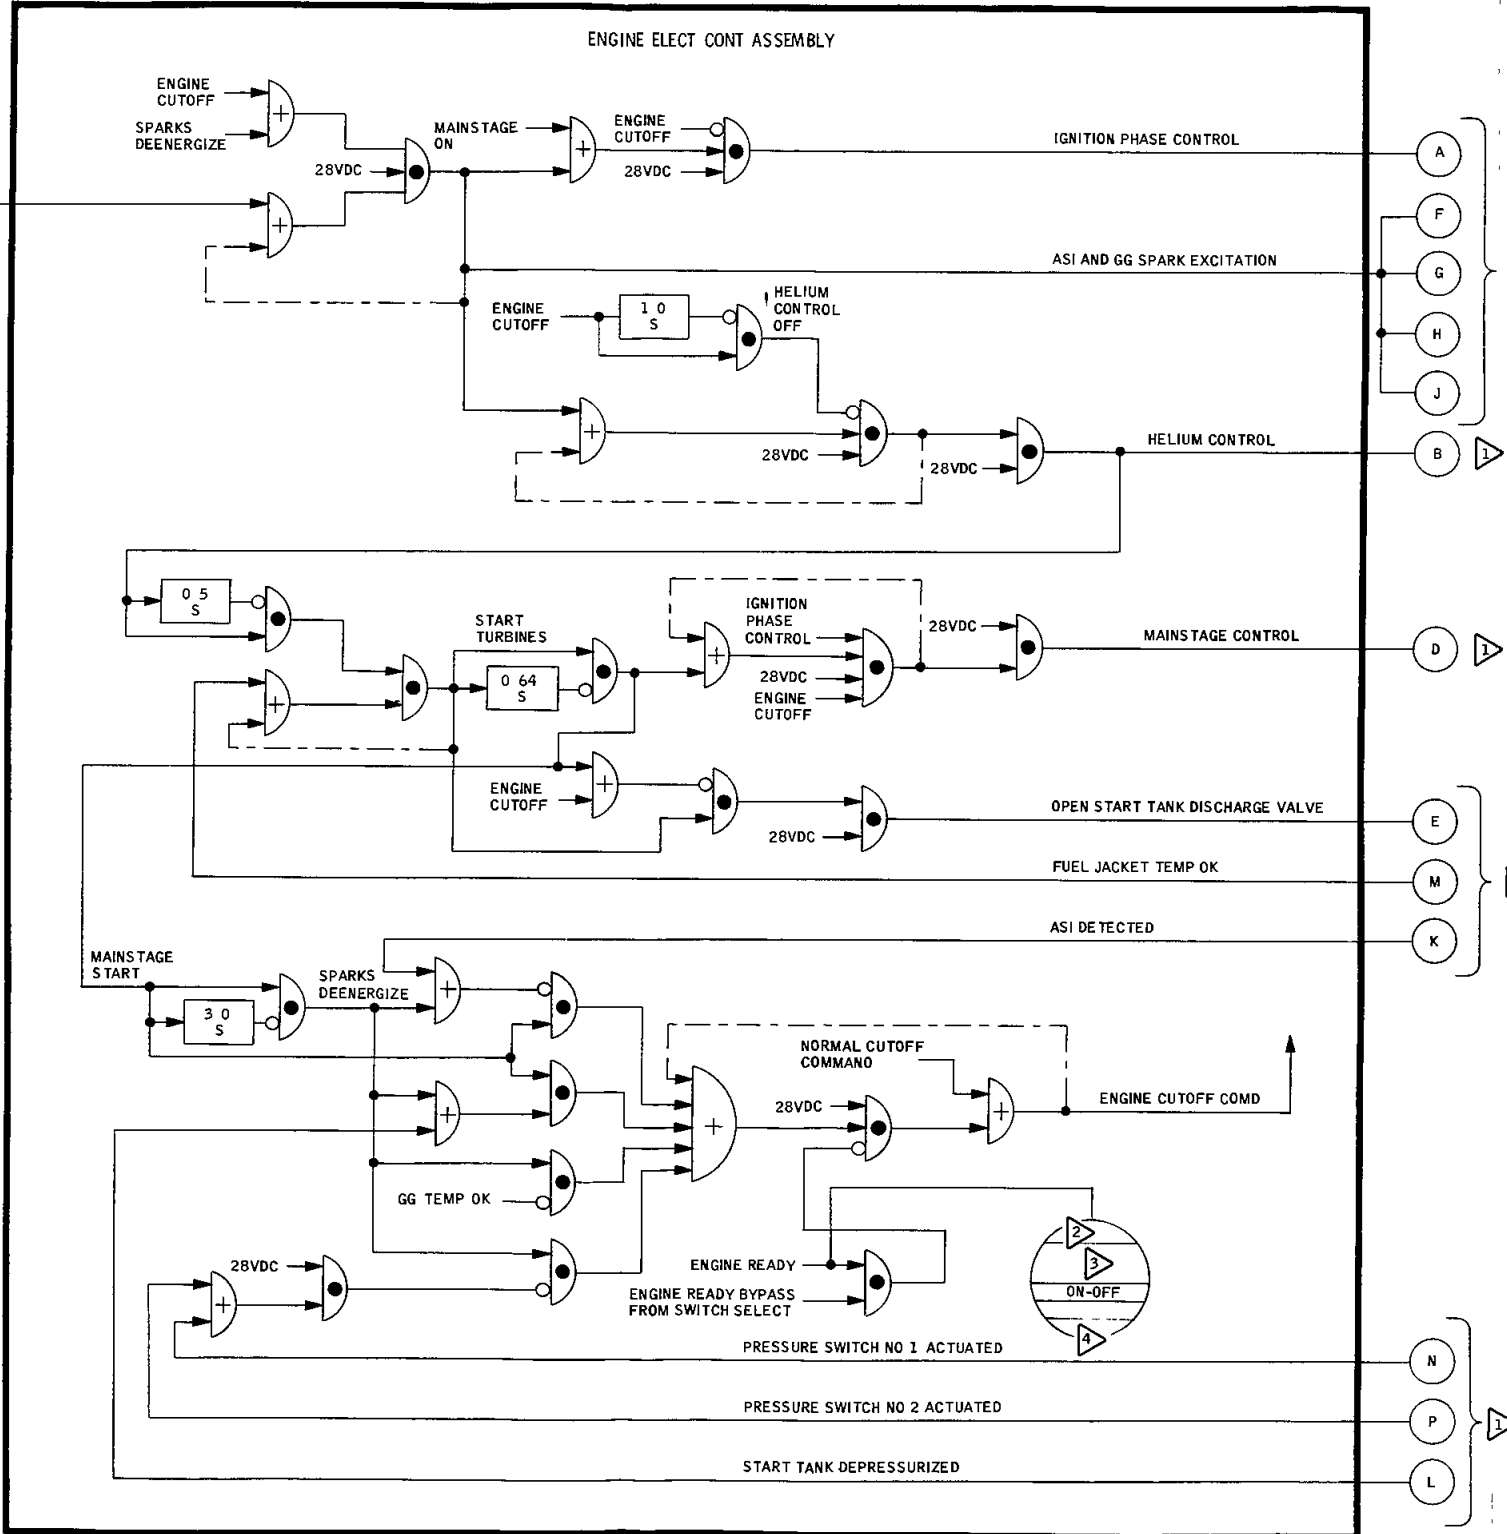 ENGINE ELECT CONT ASSEMBLY
ENGINE
CUTOFF
SPARKS
DEENERGIZE
+
28VDC
+
MAINSTAGE
ON
+
ENGINE
CUTOFF
28VDC
IGNITION PHASE CONTROL
A
F
ASI AND GG SPARK EXCITATION
G
H
J
ENGINE
CUTOFF
1 0
S
HELIUM
CONTROL
OFF
+
28VDC
28VDC
HELIUM CONTROL
B
1
0 5
S
+
START
TURBINES
0 64
S
+
IGNITION
PHASE
CONTROL
28VDC
ENGINE
CUTOFF
28VDC
MAINSTAGE CONTROL
D
1
ENGINE
CUTOFF
+
28VDC
OPEN START TANK DISCHARGE VALVE
E
FUEL JACKET TEMP OK
M
ASI DETECTED
K
MAINSTAGE
START
3 0
S
SPARKS
DEENERGIZE
+
+
GG TEMP OK
+
NORMAL CUTOFF
COMMAND
28VDC
+
ENGINE CUTOFF COMD
28VDC
+
ENGINE READY
ENGINE READY BYPASS
FROM SWITCH SELECT
2
3
ON-OFF
4
PRESSURE SWITCH NO 1 ACTUATED
N
PRESSURE SWITCH NO 2 ACTUATED
P
1
START TANK DEPRESSURIZED
L